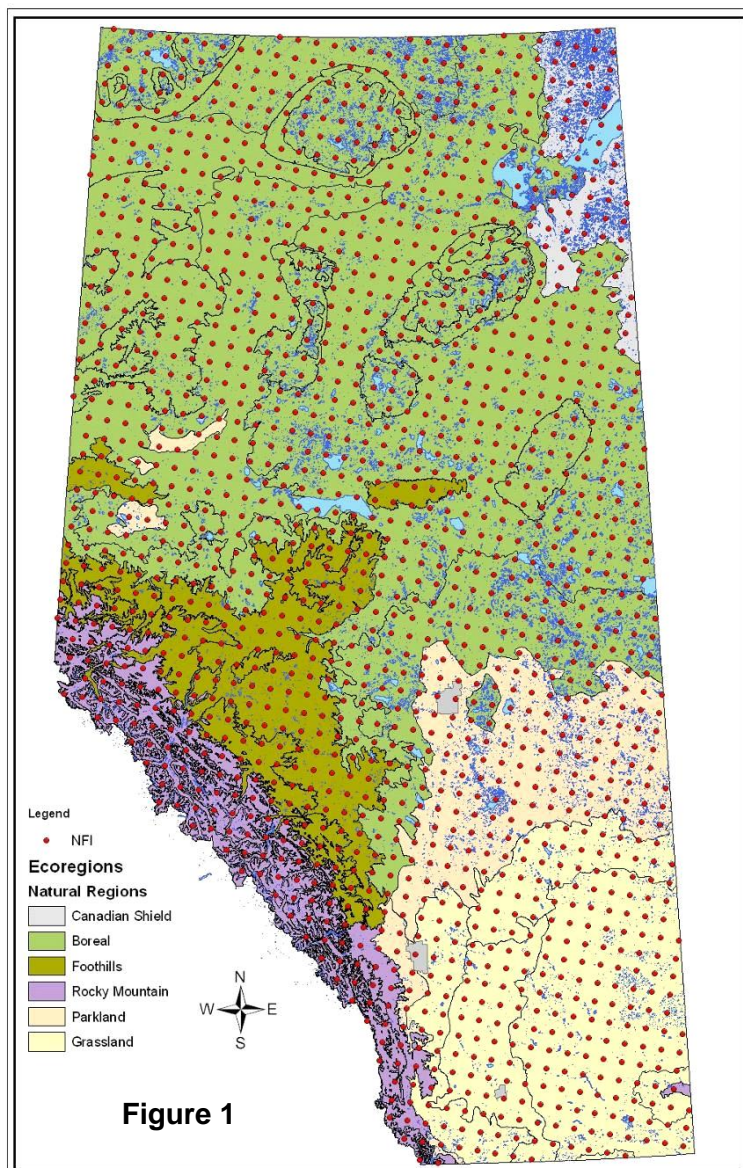 Legend
NFI
Ecoregions
Natural Regions
Canadian Shield
Boreal
Foothills
Rocky Mountain
Parkland
Grassland
N
W E
S
Figure 1